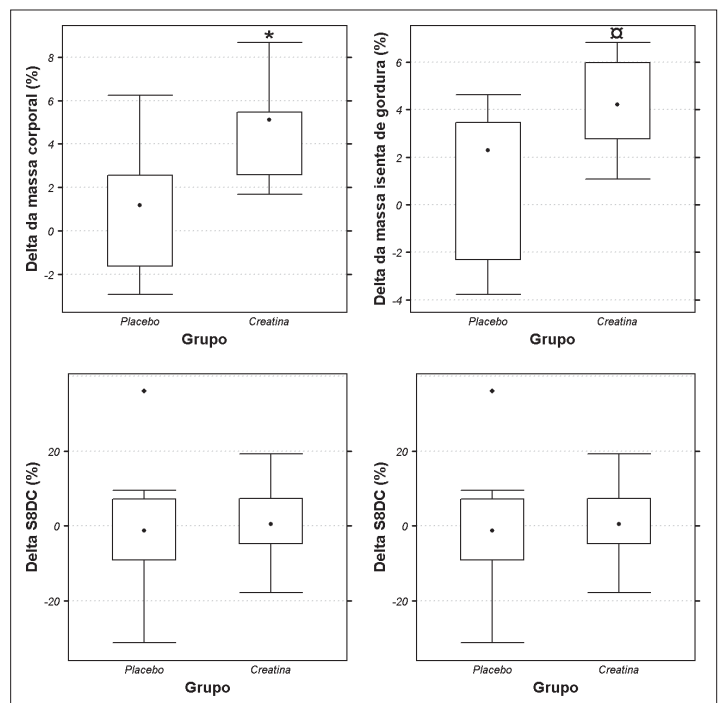 Delta da massa corporal (%)
8
6
4
2
0
-2
*
Placebo
Creatina
Grupo
Delta da massa isenta de gordura (%)
6
4
2
0
-2
-4
¤
Placebo
Creatina
Grupo
Delta S8DC (%)
20
0
-20
Placebo
Creatina
Grupo
Delta S8DC (%)
20
0
-20
Placebo
Creatina
Grupo